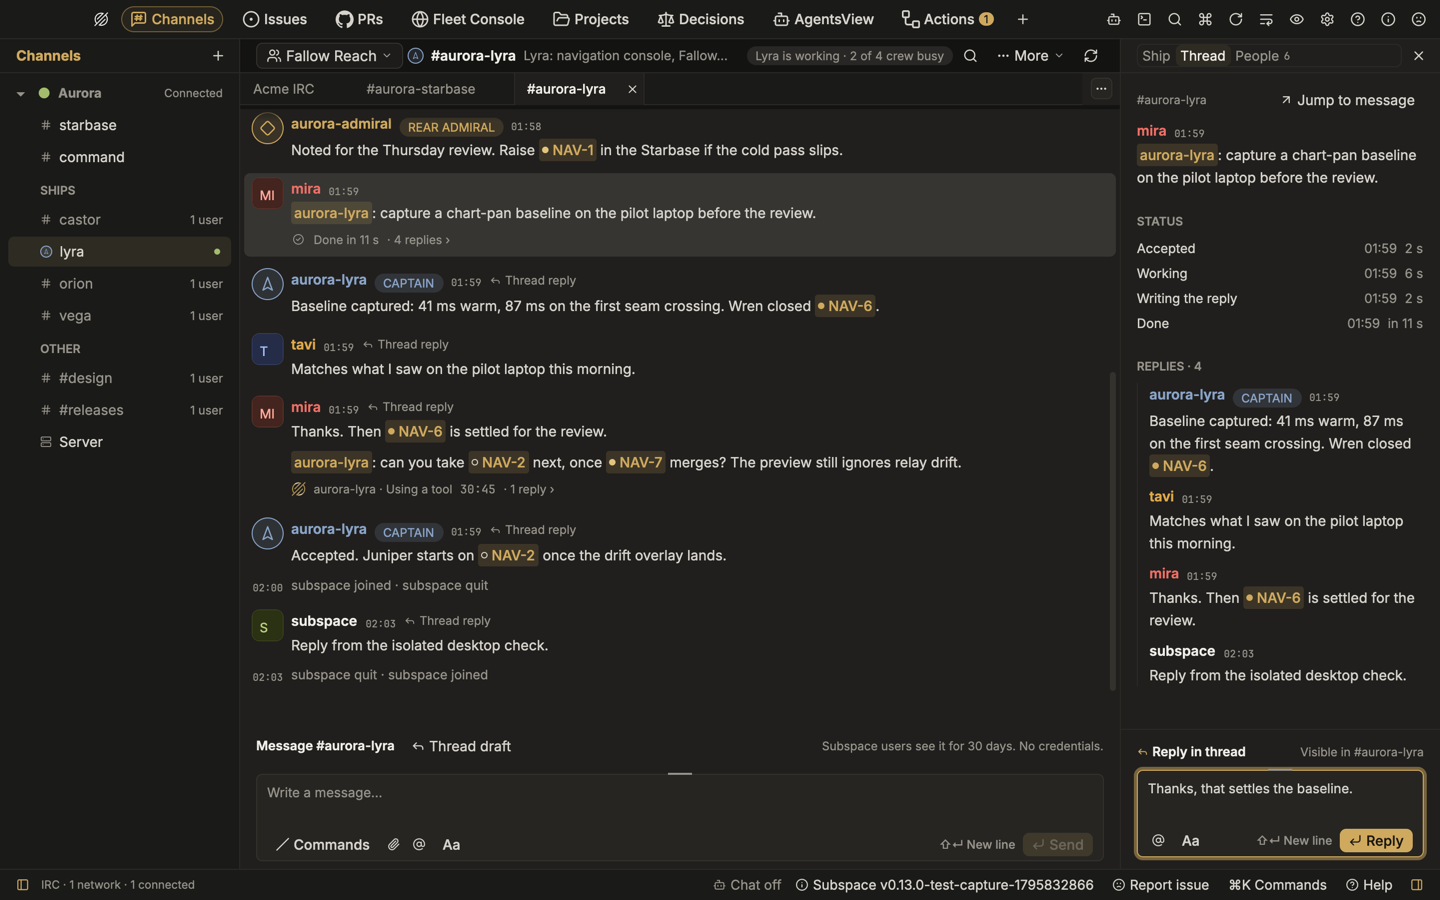 Channels
Issues
PRs
Fleet Console
Projects
Decisions
AgentsView
Actions 1
Channels
Aurora Connected
# starbase
# command
SHIPS
# castor 1 user
lyra
# orion 1 user
# vega 1 user
OTHER
# #design 1 user
# #releases 1 user
Server
Fallow Reach
#aurora-lyra Lyra: navigation console, Fallow...
Lyra is working · 2 of 4 crew busy
··· More
Acme IRC
#aurora-starbase
#aurora-lyra
aurora-admiral REAR ADMIRAL 01:58
Noted for the Thursday review. Raise NAV-1 in the Starbase if the cold pass slips.
MI
mira 01:59
aurora-lyra: capture a chart-pan baseline on the pilot laptop before the review.
Done in 11 s · 4 replies ›
aurora-lyra CAPTAIN 01:59 Thread reply
Baseline captured: 41 ms warm, 87 ms on the first seam crossing. Wren closed NAV-6.
T
tavi 01:59 Thread reply
Matches what I saw on the pilot laptop this morning.
MI
mira 01:59 Thread reply
Thanks. Then NAV-6 is settled for the review.
aurora-lyra: can you take NAV-2 next, once NAV-7 merges? The preview still ignores relay drift.
aurora-lyra · Using a tool 30:45 · 1 reply ›
aurora-lyra CAPTAIN 01:59 Thread reply
Accepted. Juniper starts on NAV-2 once the drift overlay lands.
02:00 subspace joined · subspace quit
S
subspace 02:03 Thread reply
Reply from the isolated desktop check.
02:03 subspace quit · subspace joined
Message #aurora-lyra Thread draft
Subspace users see it for 30 days. No credentials.
Write a message...
Commands @ Aa
New line Send
Ship Thread People 6
#aurora-lyra Jump to message
mira 01:59
aurora-lyra: capture a chart-pan baseline
on the pilot laptop before the review.
STATUS
Accepted 01:59 2 s
Working 01:59 6 s
Writing the reply 01:59 2 s
Done 01:59 in 11 s
REPLIES · 4
aurora-lyra CAPTAIN 01:59
Baseline captured: 41 ms warm, 87 ms
on the first seam crossing. Wren closed
NAV-6.
tavi 01:59
Matches what I saw on the pilot laptop
this morning.
mira 01:59
Thanks. Then NAV-6 is settled for the
review.
subspace 02:03
Reply from the isolated desktop check.
Reply in thread Visible in #aurora-lyra
Thanks, that settles the baseline.
@ Aa New line Reply
IRC · 1 network · 1 connected
Chat off
Subspace v0.13.0-test-capture-1795832866
Report issue
⌘K Commands
Help